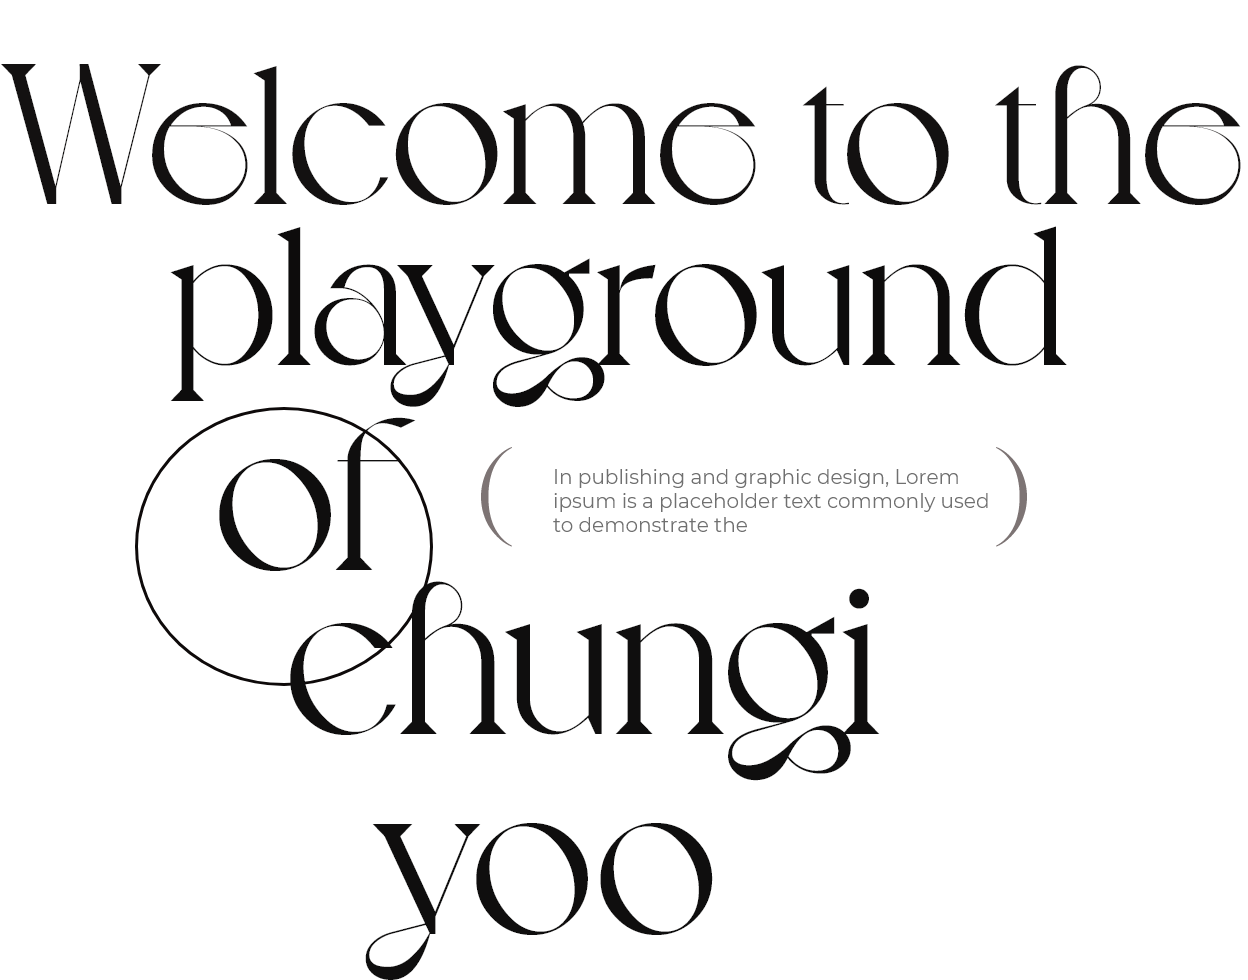 Welcome to the
playground
of
In publishing and graphic design, Lorem
ipsum is a placeholder text commonly used
to demonstrate the
chungi
yoo